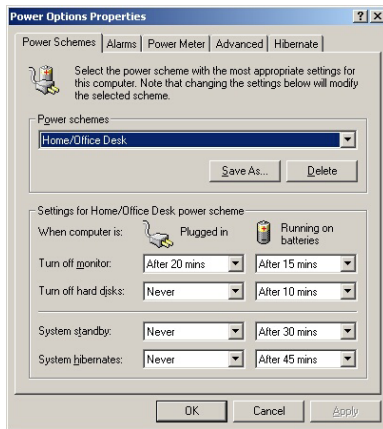 Power Options Properties
Power Schemes Alarms Power Meter Advanced Hibernate
Select the power scheme with the most appropriate settings for
this computer. Note that changing the settings below will modify
the selected scheme.
Power schemes
Home/Office Desk
Save As... Delete
Settings for Home/Office Desk power scheme
When computer is: Plugged in Running on
batteries
Turn off monitor: After 20 mins After 15 mins
Turn off hard disks: Never After 10 mins
System standby: Never After 30 mins
System hibernates: Never After 45 mins
OK Cancel Apply